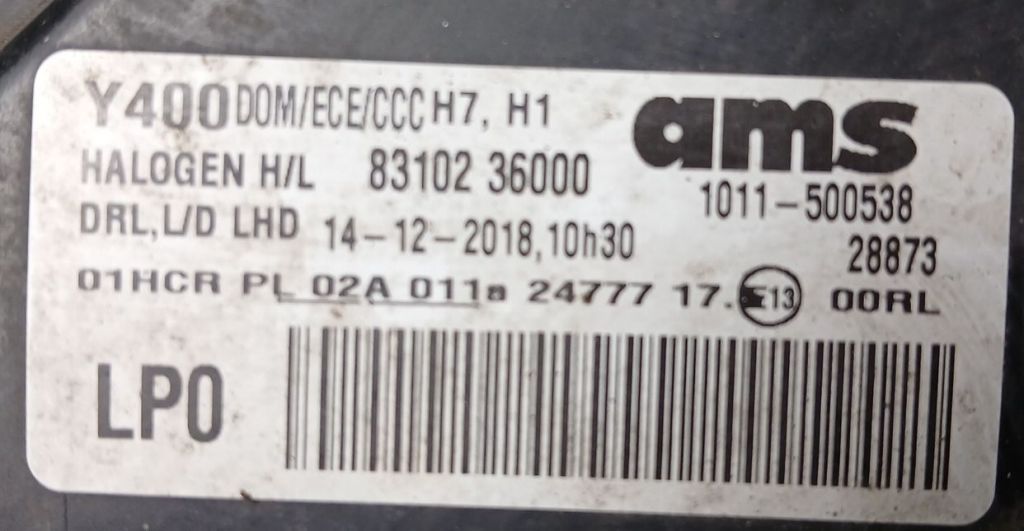 Y400 DOM/ECE/CCC H7, H1
ams
HALOGEN H/L 83102 36000
1011-500538
DRL,L/D LHD 14-12-2018,10h30
28873
01HCR PL 02A 011B 24777 17. E13 00RL
LP0